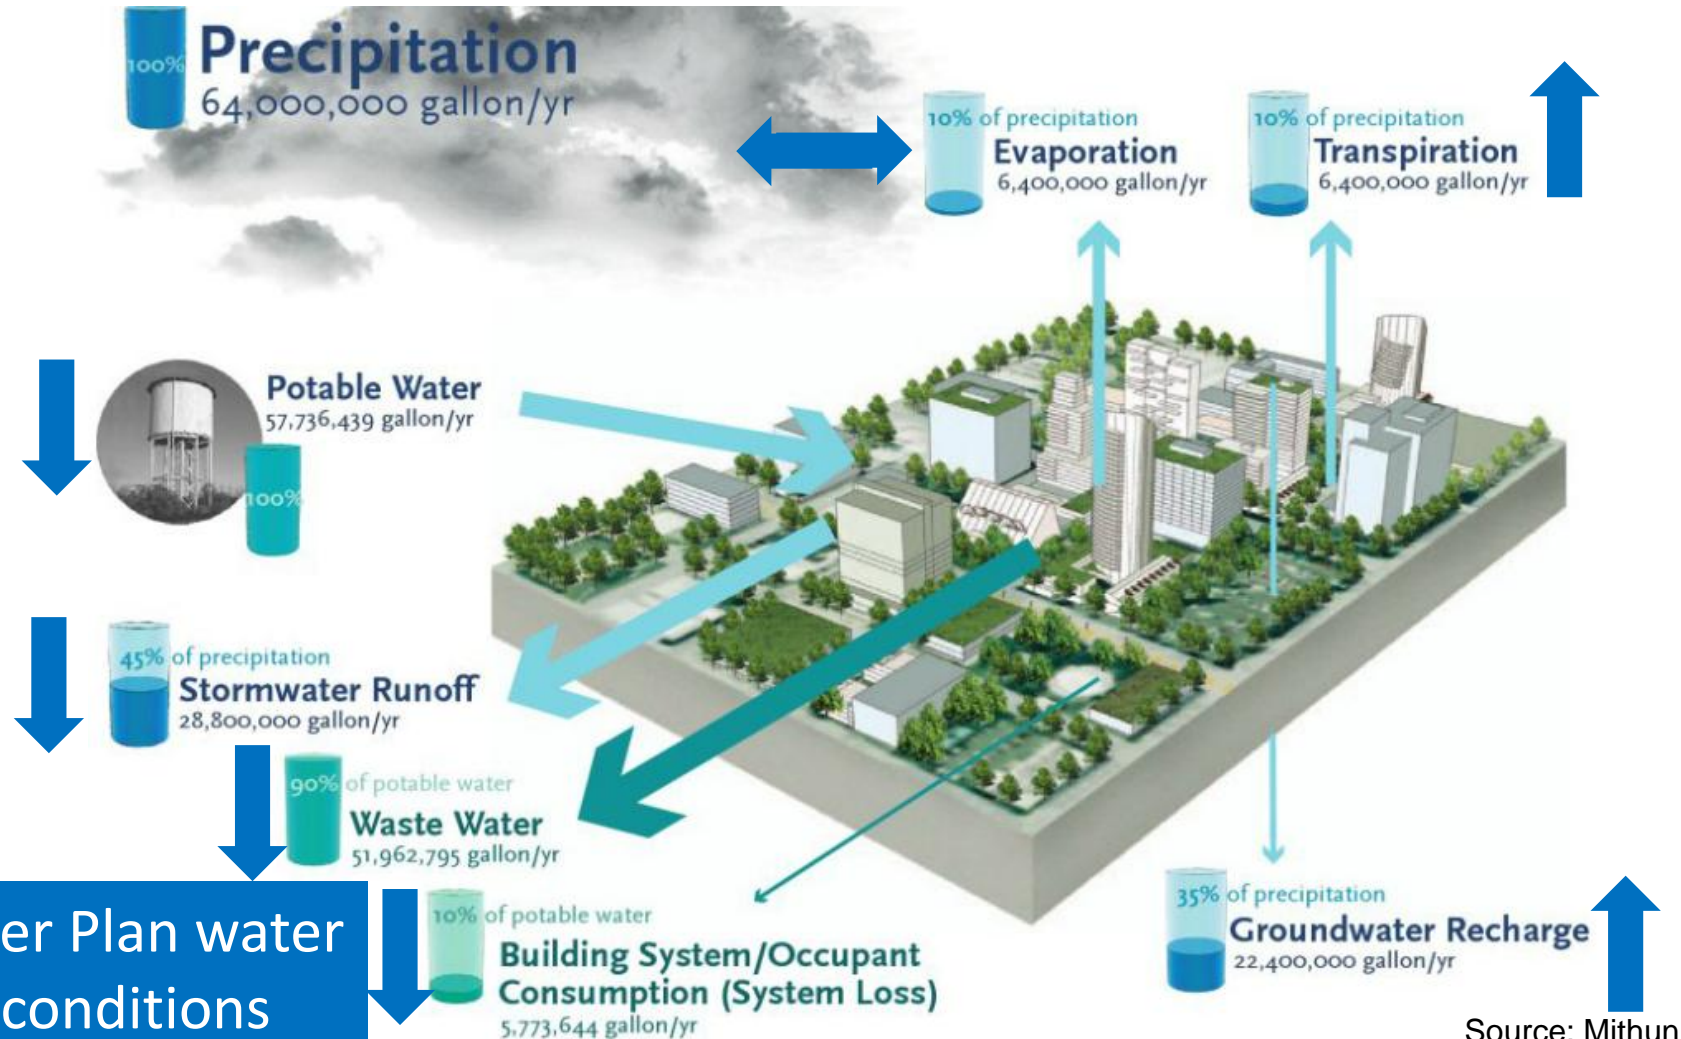 100%
Precipitation
64,000,000 gallon/yr
10% of precipitation
Evaporation
6,400,000 gallon/yr
10% of precipitation
Transpiration
6,400,000 gallon/yr
Potable Water
57,736,439 gallon/yr
100%
45% of precipitation
Stormwater Runoff
28,800,000 gallon/yr
90% of potable water
Waste Water
51,962,795 gallon/yr
10% of potable water
Building System/Occupant
Consumption (System Loss)
5,773,644 gallon/yr
35% of precipitation
Groundwater Recharge
22,400,000 gallon/yr
er Plan water
conditions
Source: Mithun